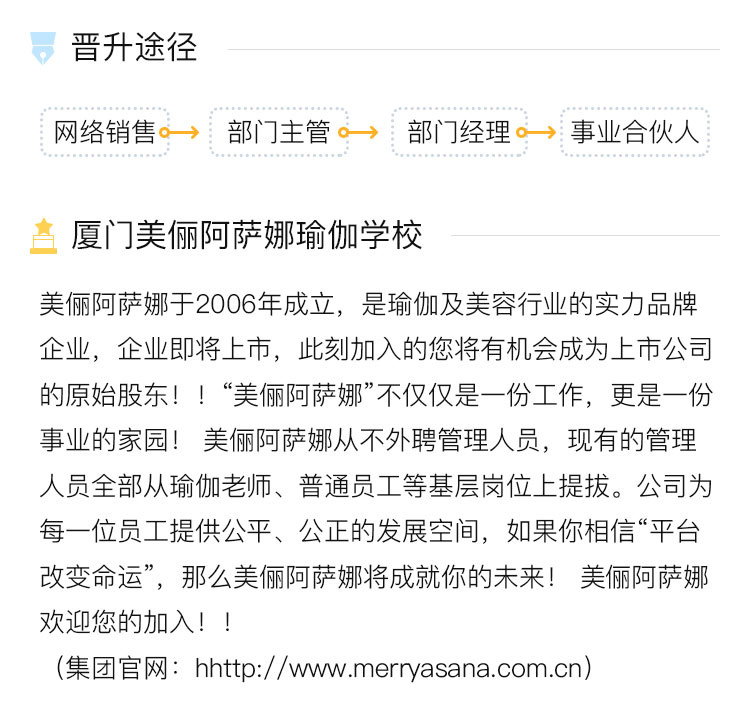 晋升途径
网络销售 部门主管 部门经理 事业合伙人
厦门美俪阿萨娜瑜伽学校
美俪阿萨娜于2006年成立，是瑜伽及美容行业的实力品牌
企业，企业即将上市，此刻加入的您将有机会成为上市公司
的原始股东！！“美俪阿萨娜”不仅仅是一份工作，更是一份
事业的家园！ 美俪阿萨娜从不外聘管理人员，现有的管理
人员全部从瑜伽老师、普通员工等基层岗位上提拔。公司为
每一位员工提供公平、公正的发展空间，如果你相信“平台
改变命运”，那么美俪阿萨娜将成就你的未来！ 美俪阿萨娜
欢迎您的加入！！
（集团官网：hhttp://www.merryasana.com.cn）